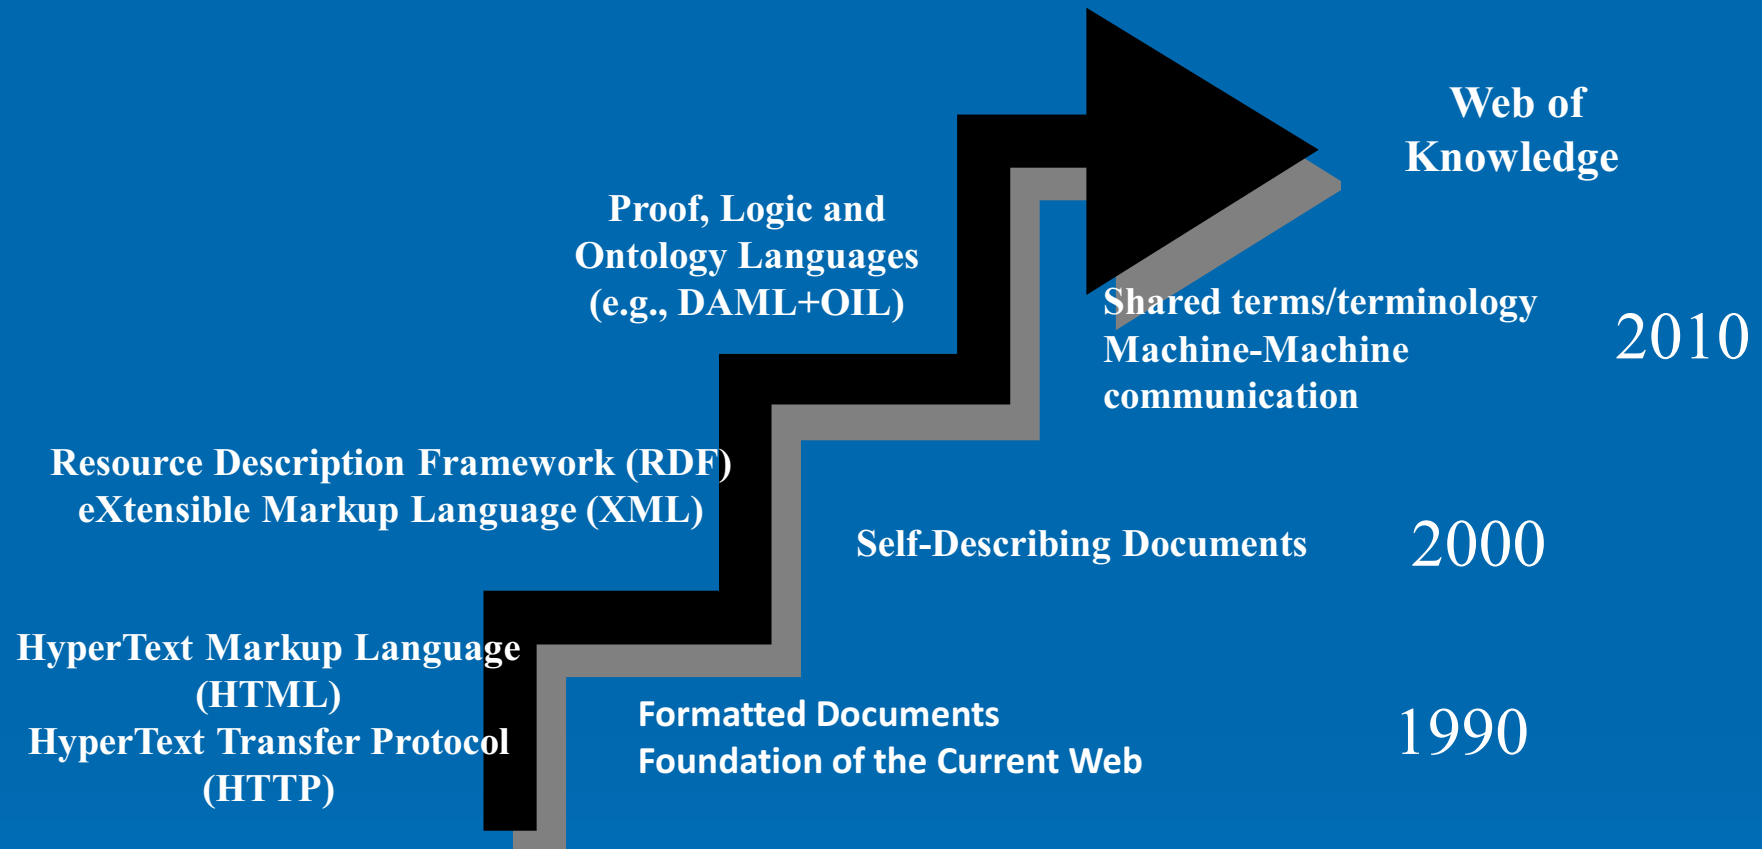 Web of
Knowledge
Proof, Logic and
Ontology Languages
(e.g., DAML+OIL)
Shared terms/terminology
Machine-Machine
communication
2010
Resource Description Framework (RDF)
eXtensible Markup Language (XML)
Self-Describing Documents
2000
HyperText Markup Language
(HTML)
HyperText Transfer Protocol
(HTTP)
Formatted Documents
Foundation of the Current Web
1990